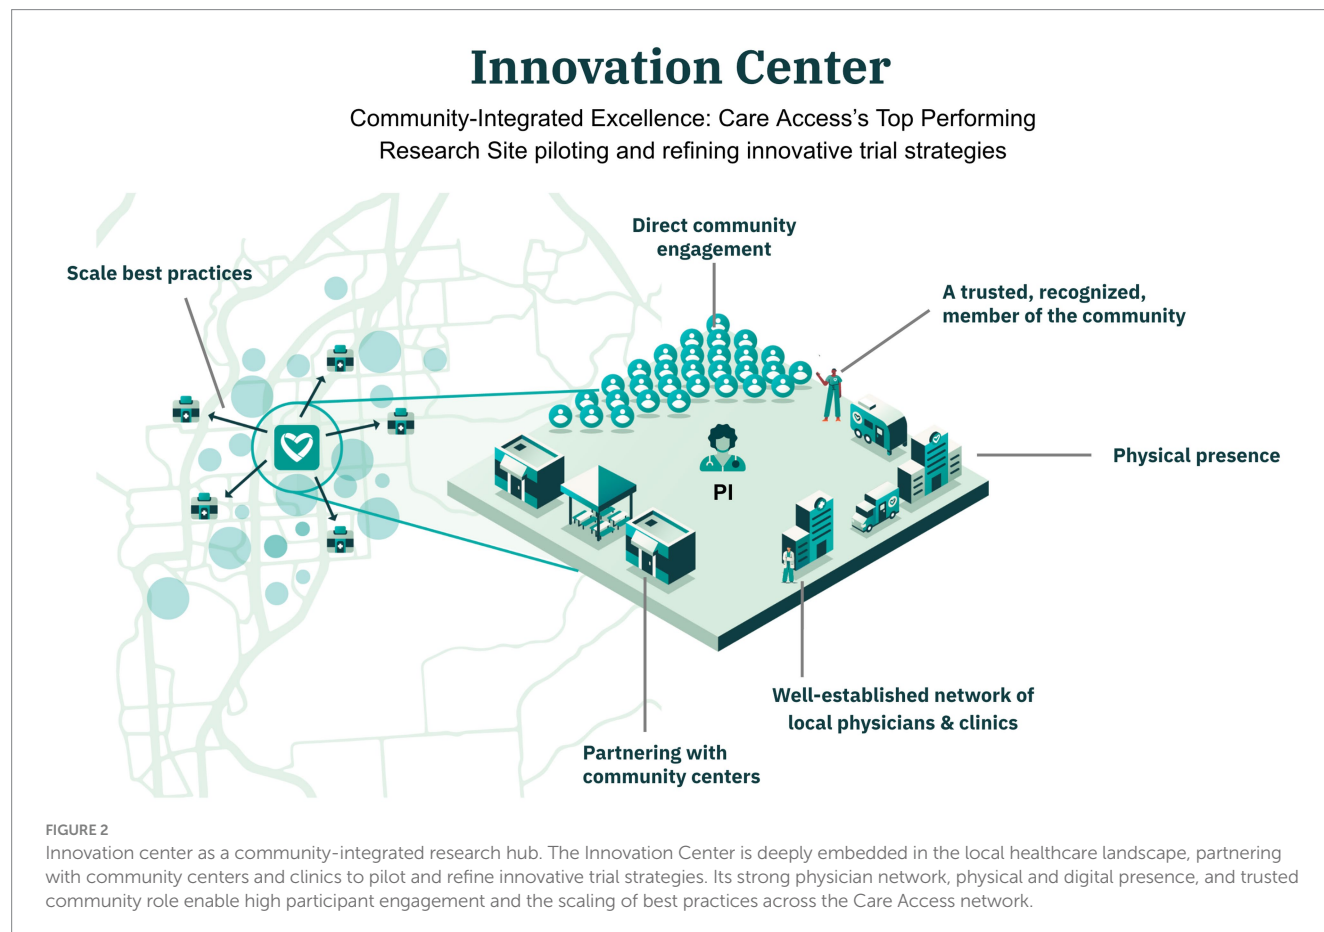 Innovation Center
Community-Integrated Excellence: Care Access's Top Performing
Research Site piloting and refining innovative trial strategies
Direct community
engagement
Scale best practices
A trusted, recognized,
member of the community
Physical presence
PI
Well-established network of
local physicians & clinics
Partnering with
community centers
FIGURE 2
Innovation center as a community-integrated research hub. The Innovation Center is deeply embedded in the local healthcare landscape, partnering
with community centers and clinics to pilot and refine innovative trial strategies. Its strong physician network, physical and digital presence, and trusted
community role enable high participant engagement and the scaling of best practices across the Care Access network.